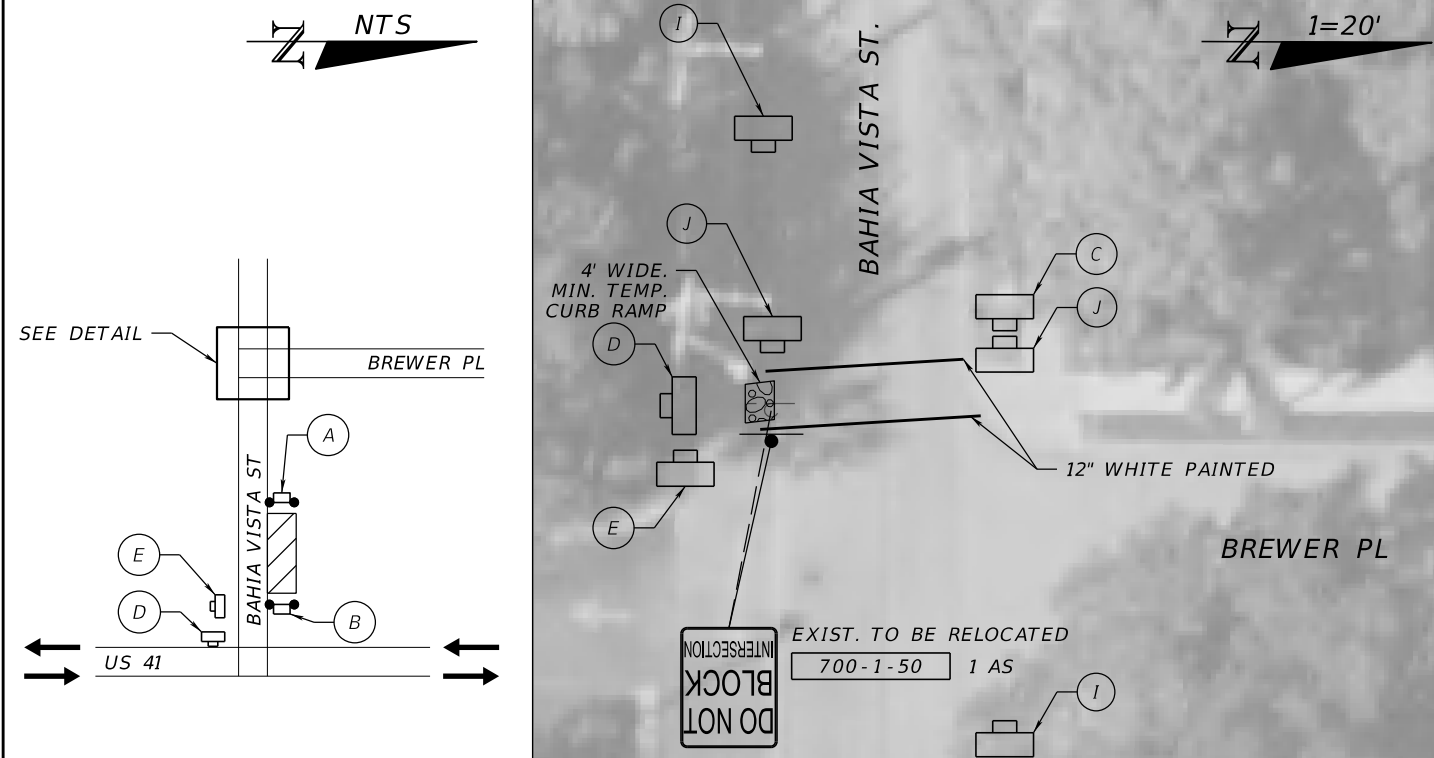 NTS
N
SEE DETAIL
BREWER PL
A
BAHIA VISTA ST
E
D
B
US 41
I
BAHIA VISTA ST.
1=20'
N
J
4' WIDE.
MIN. TEMP.
CURB RAMP
C
J
D
12" WHITE PAINTED
E
BREWER PL
EXIST. TO BE RELOCATED
700-1-50 1 AS
DO NOT
BLOCK
INTERSECTION
I